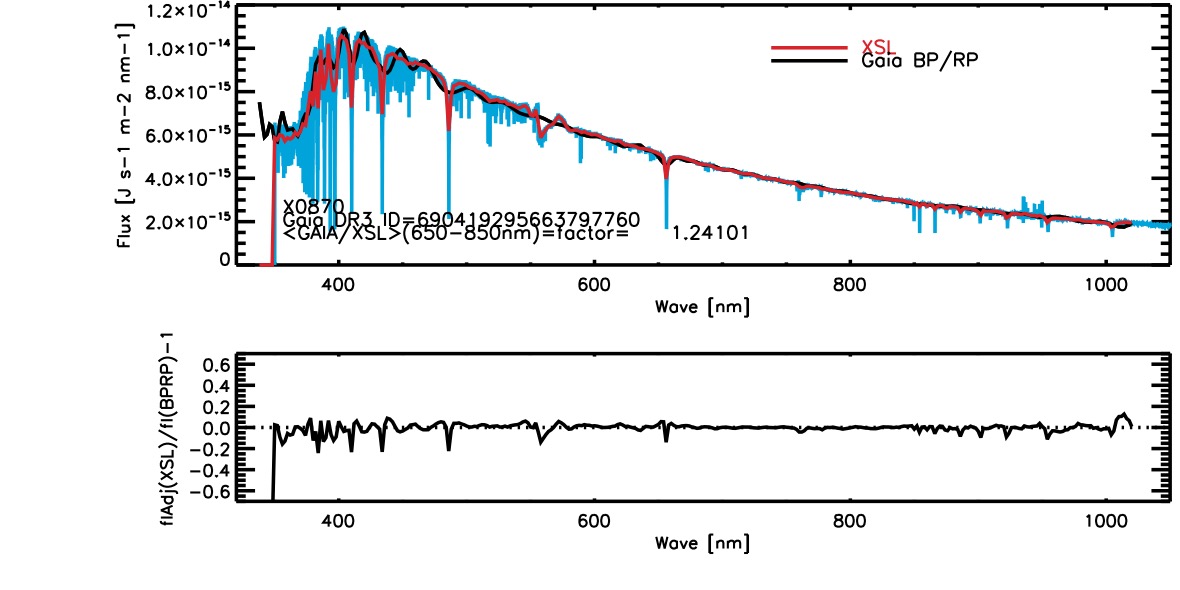 1.2×10−14
1.0×10−14
8.0×10−15
6.0×10−15
4.0×10−15
2.0×10−15
0
Flux [J s−1 m−2 nm−1]
XSL
Gaia BP/RP
X0870
Gaia DR3 ID=6904192956637977760
<GAIA/XSL>(650−850nm)=factor= 1.24101
400 600 800 1000
Wave [nm]
0.6
0.4
0.2
0.0
−0.2
−0.4
−0.6
flAdj(XSL)/fl(BPRP)−1
400 600 800 1000
Wave [nm]